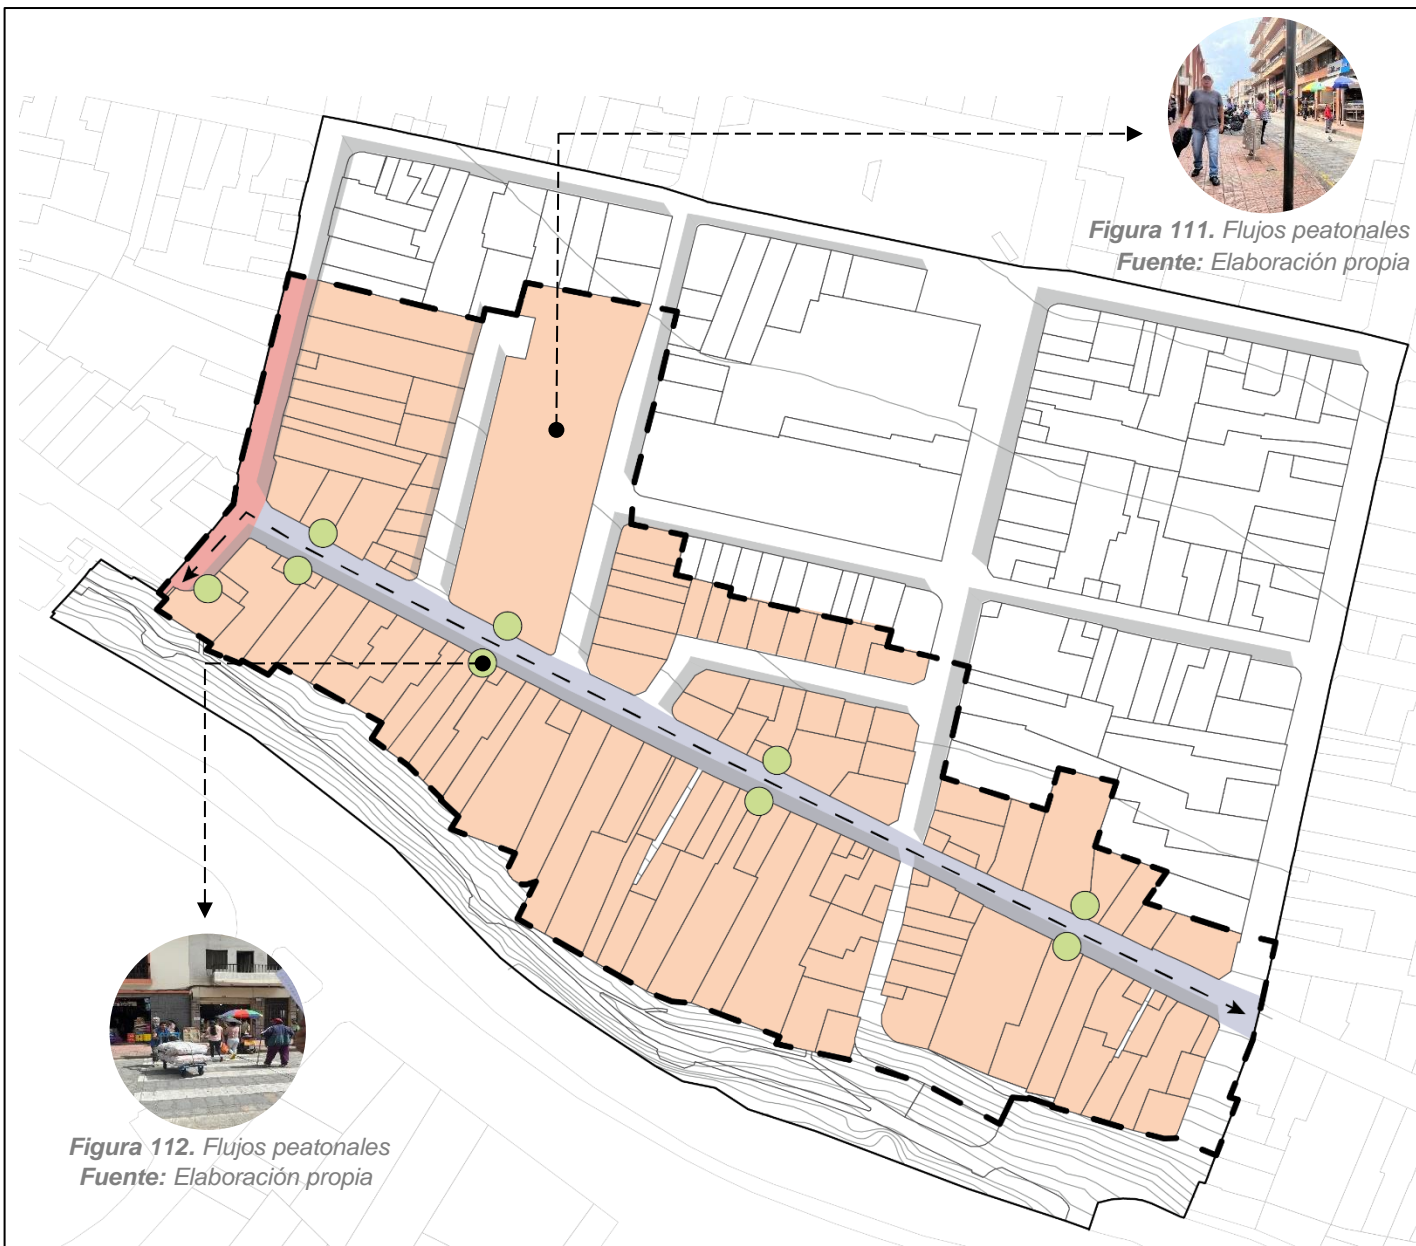 Figura 111. Flujos peatonales
Fuente: Elaboración propia
Figura 112. Flujos peatonales
Fuente: Elaboración propia